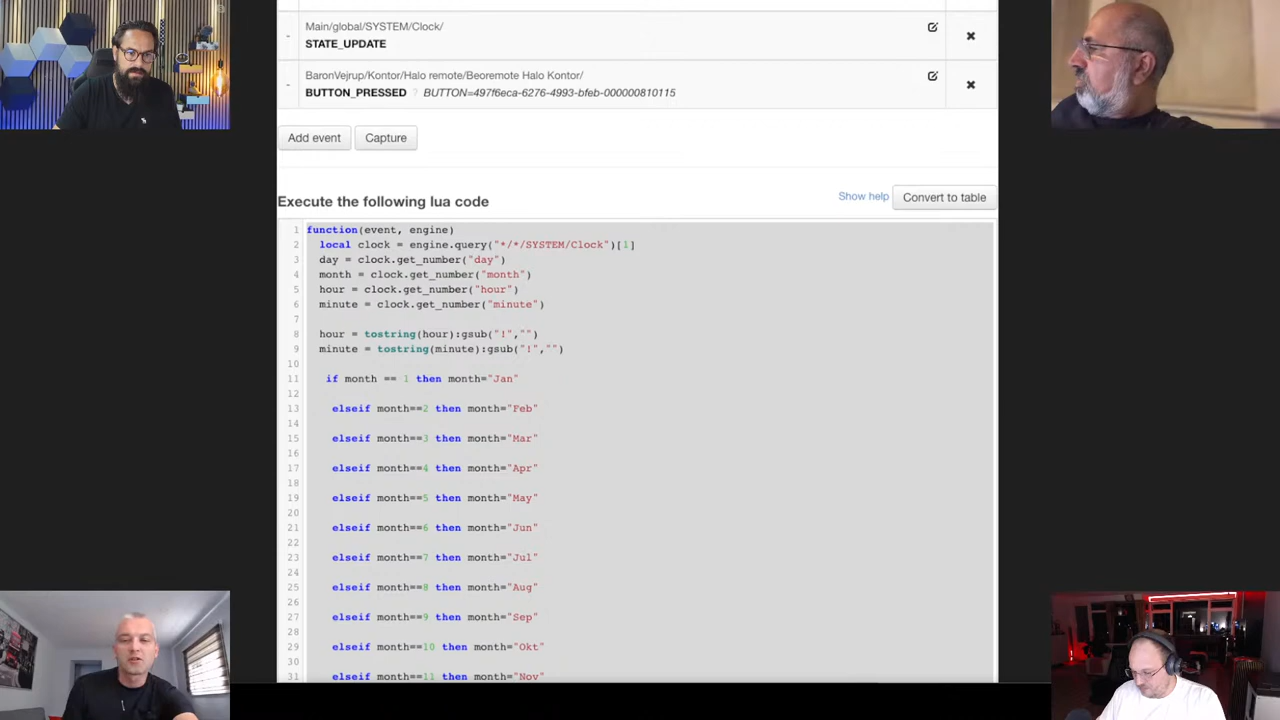 Main/global/SYSTEM/Clock/
- STATE_UPDATE ✖
BaronVejrup/Kontor/Halo remote/Beoremote Halo Kontor/
- BUTTON_PRESSED ? BUTTON=497f6eca-6276-4993-bfeb-000000810115 ✖
Add event Capture
Execute the following lua code Show help Convert to table
1 function(event, engine)
2 local clock = engine.query("*/*/SYSTEM/Clock")[1]
3 day = clock.get_number("day")
4 month = clock.get_number("month")
5 hour = clock.get_number("hour")
6 minute = clock.get_number("minute")
7
8 hour = tostring(hour):gsub("!","")
9 minute = tostring(minute):gsub("!","")
10
11 if month == 1 then month="Jan"
12
13 elseif month==2 then month="Feb"
14
15 elseif month==3 then month="Mar"
16
17 elseif month==4 then month="Apr"
18
19 elseif month==5 then month="May"
20
21 elseif month==6 then month="Jun"
22
23 elseif month==7 then month="Jul"
24
25 elseif month==8 then month="Aug"
26
27 elseif month==9 then month="Sep"
28
29 elseif month==10 then month="Okt"
30
31 elseif month==11 then month="Nov"